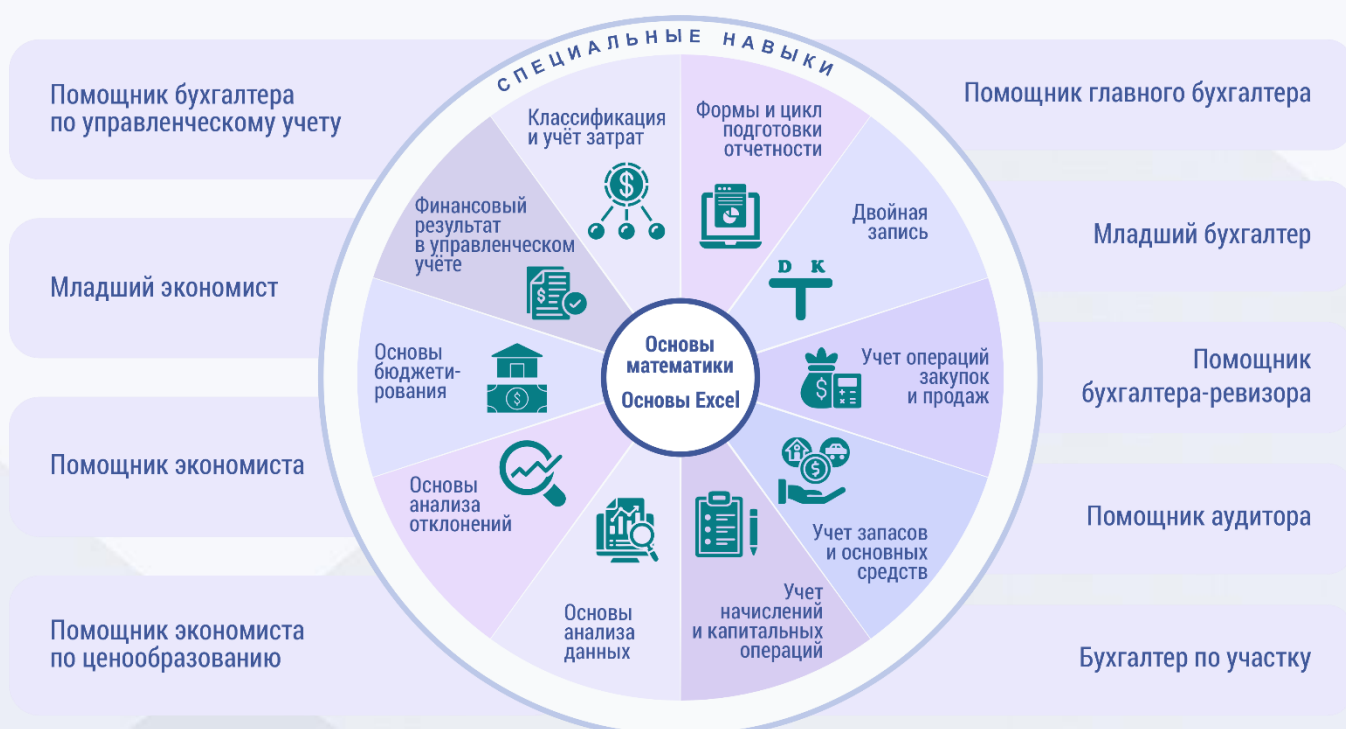 СПЕЦИАЛЬНЫЕ НАВЫКИ
Помощник бухгалтера
по управленческому учету
Младший экономист
Помощник экономиста
Помощник экономиста
по ценообразованию
Классификация
и учёт затрат
Финансовый
результат
в управленческом
учёте
Основы
бюджети-
рования
Основы
анализа
отклонений
Основы
анализа
данных
Основы
математики
Основы Excel
Формы и цикл
подготовки
отчетности
Двойная
запись
D K
Учет операций
закупок
и продаж
Учет запасов
и основных
средств
Учет
начислений
и капитальных
операций
Помощник главного бухгалтера
Младший бухгалтер
Помощник
бухгалтера-ревизора
Помощник аудитора
Бухгалтер по участку